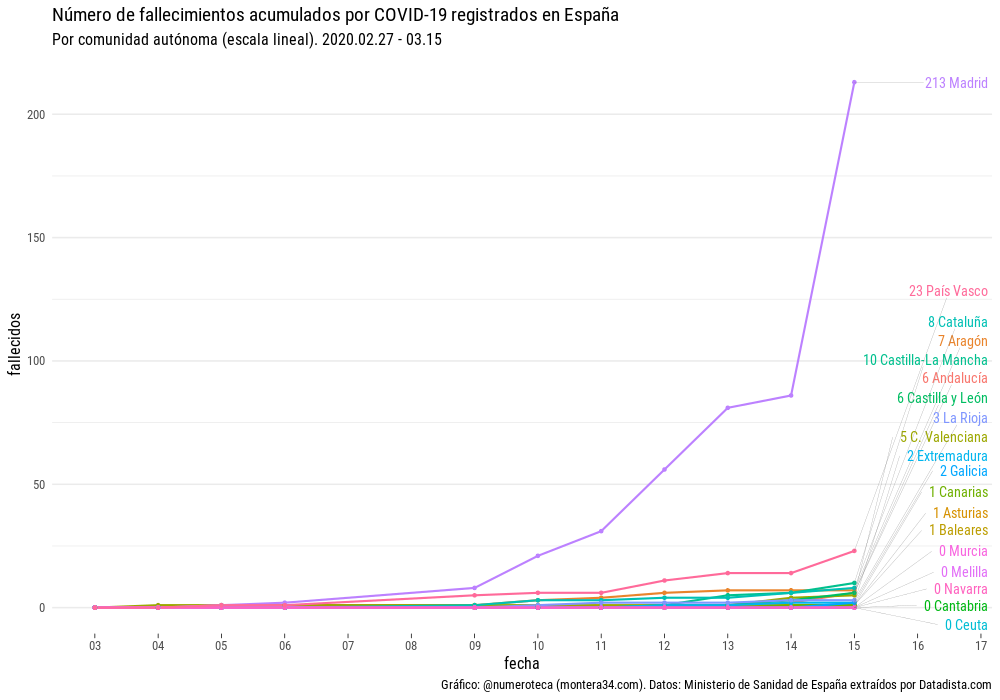 Número de fallecimientos acumulados por COVID-19 registrados en España
Por comunidad autónoma (escala lineal). 2020.02.27 - 03.15
fallecidos
200
150
100
50
0
213 Madrid
23 País Vasco
8 Cataluña
7 Aragón
10 Castilla-La Mancha
6 Andalucía
6 Castilla y León
3 La Rioja
5 C. Valenciana
2 Extremadura
2 Galicia
1 Canarias
1 Asturias
1 Baleares
0 Murcia
0 Melilla
0 Navarra
0 Cantabria
0 Ceuta
03 04 05 06 07 08 09 10 11 12 13 14 15 16 17
fecha
Gráfico: @numeroteca (montera34.com). Datos: Ministerio de Sanidad de España extraídos por Datadista.com